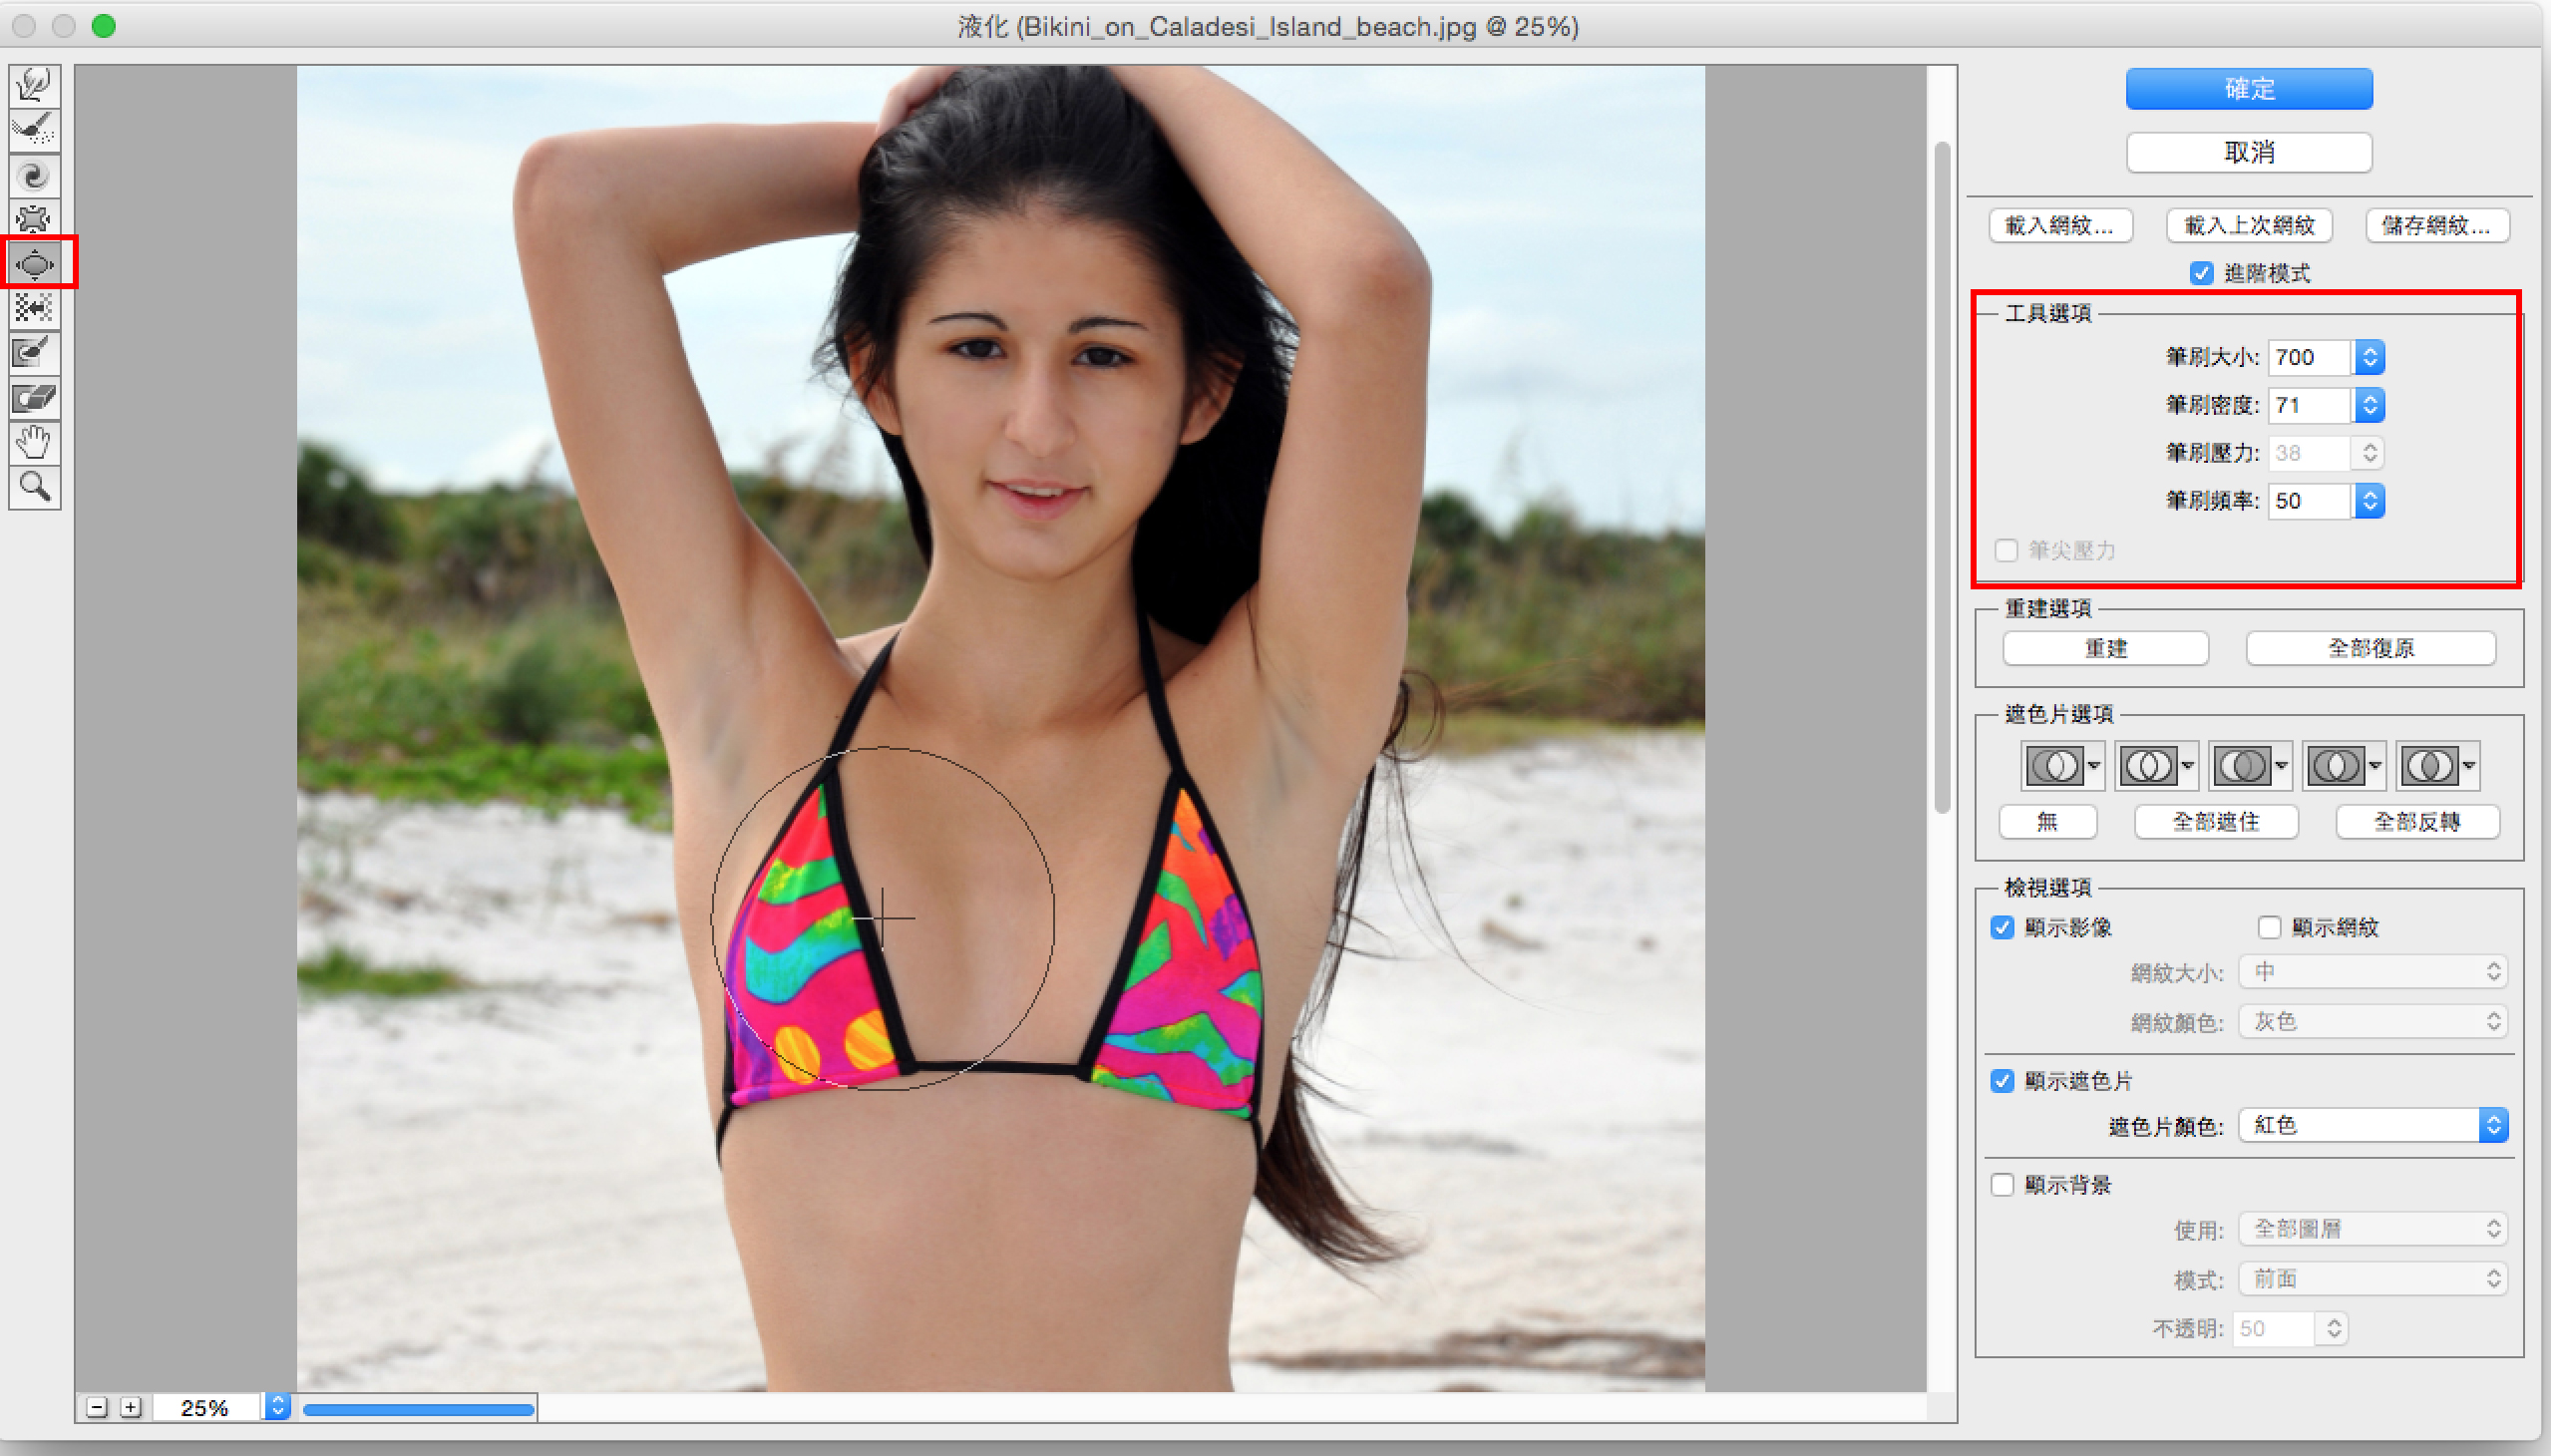 液化 (Bikini_on_Caladesi_Island_beach.jpg @ 25%)
確定
取消
載入網紋... 載入上次網紋 儲存網紋...
進階模式
工具選項
筆刷大小: 700
筆刷密度: 71
筆刷壓力: 38
筆刷頻率: 50
筆尖壓力
重建選項
重建 全部復原
遮色片選項
無 全部遮住 全部反轉
檢視選項
顯示影像 顯示網紋
網紋大小: 中
網紋顏色: 灰色
顯示遮色片
遮色片顏色: 紅色
顯示背景
使用: 全部圖層
模式: 前面
不透明: 50
25%